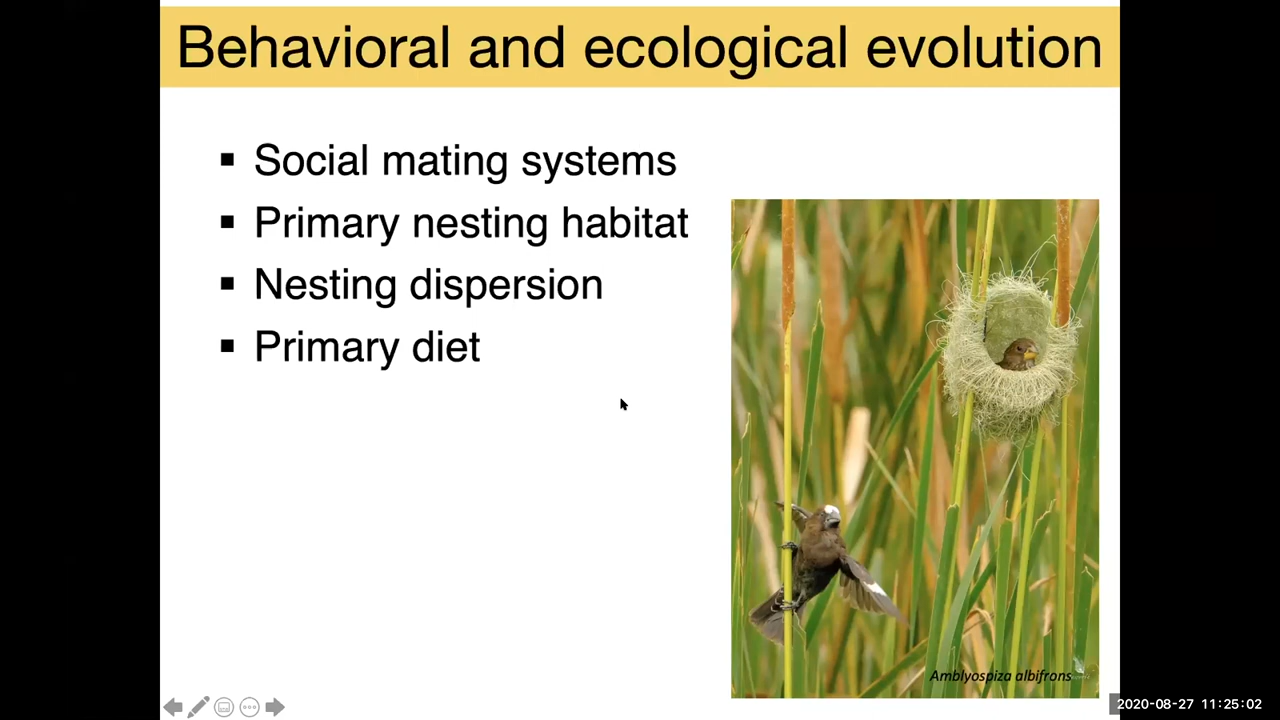 Behavioral and ecological evolution
▪ Social mating systems
▪ Primary nesting habitat
▪ Nesting dispersion
▪ Primary diet
Amblyospiza albifrons
2020-08-27 11:25:02